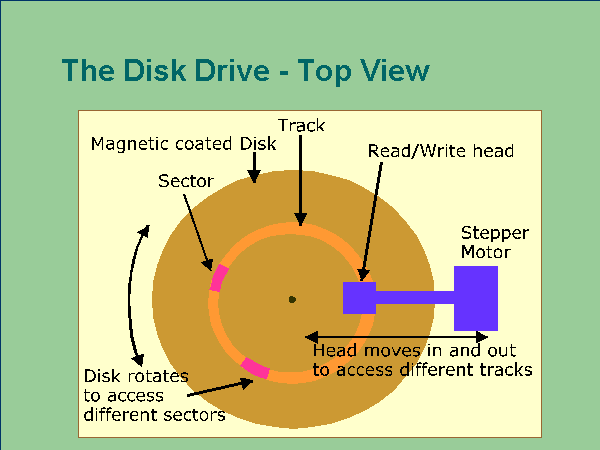 The Disk Drive - Top View
Track
Magnetic coated Disk
Read/Write head
Sector
Stepper
Motor
Head moves in and out
to access different tracks
Disk rotates
to access
different sectors